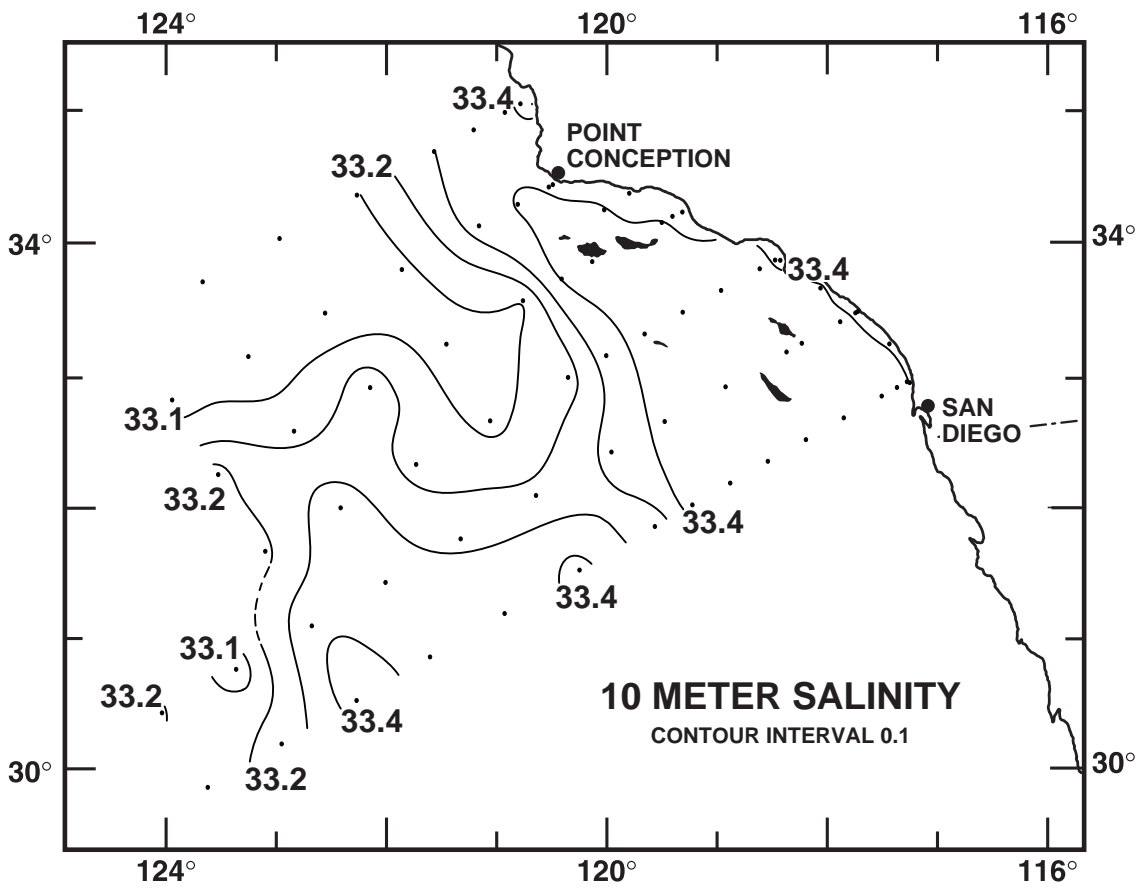 124° 120° 116°
33.4
POINT
CONCEPTION
33.2
34° 34°
33.4
33.1
SAN
DIEGO
33.2
33.4
33.4
33.1
33.2
10 METER SALINITY
33.4
CONTOUR INTERVAL 0.1
30° 30°
33.2
124° 120° 116°